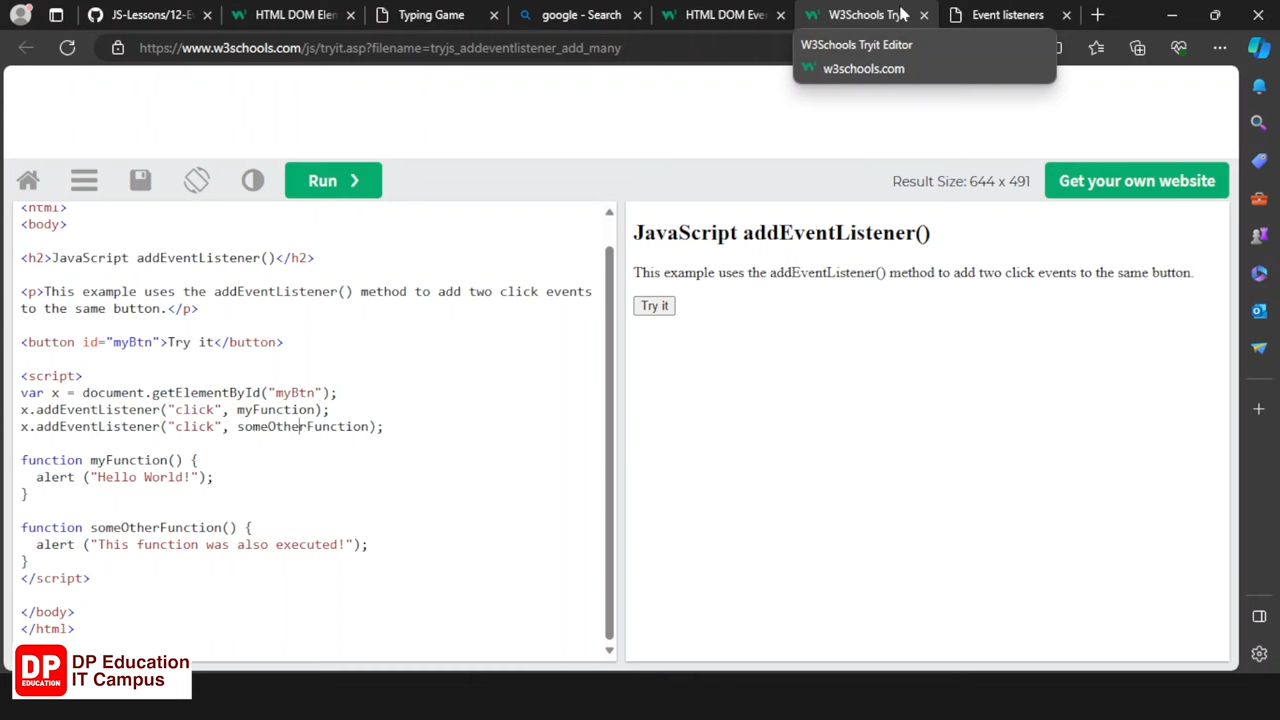 JS-Lessons/12-E
HTML DOM Elen
Typing Game
google - Search
HTML DOM Eve
W3Schools Try
Event listeners
https://www.w3schools.com/js/tryit.asp?filename=tryjs_addeventlistener_add_many
W3Schools Tryit Editor
w3schools.com
Run
Result Size: 644 x 491
Get your own website
<html>
<body>
<h2>JavaScript addEventListener()</h2>
<p>This example uses the addEventListener() method to add two click events
to the same button.</p>
<button id="myBtn">Try it</button>
<script>
var x = document.getElementById("myBtn");
x.addEventListener("click", myFunction);
x.addEventListener("click", someOtherFunction);
function myFunction() {
alert ("Hello World!");
}
function someOtherFunction() {
alert ("This function was also executed!");
}
</script>
</body>
</html>
JavaScript addEventListener()
This example uses the addEventListener() method to add two click events to the same button.
Try it
DP
EDUCATION
DP Education
IT Campus